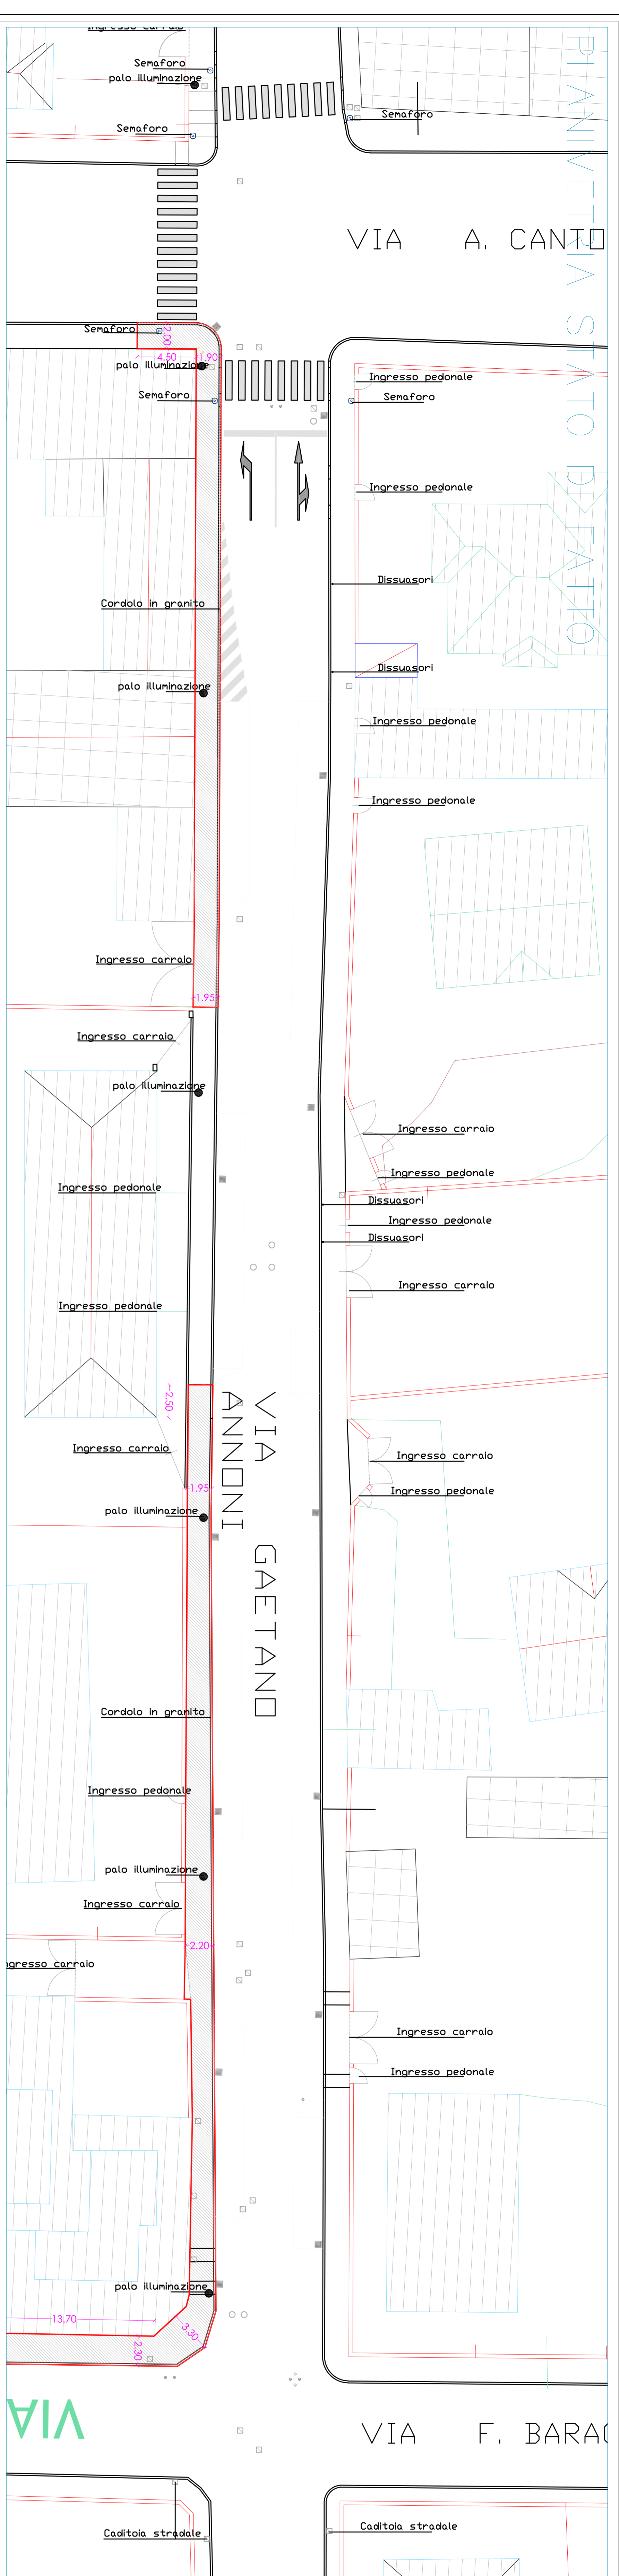 Ingresso carraio
Semaforo
palo illuminazione
Semaforo
Semaforo
PLANIMETRIA STATO DI FATTO
VIA A. CANTO
Semaforo
2.00
4.50
1.90
palo illuminazione
Semaforo
Ingresso pedonale
Semaforo
Ingresso pedonale
Dissuasori
Cordolo in granito
Dissuasori
palo illuminazione
Ingresso pedonale
Ingresso pedonale
Ingresso carraio
1.95
Ingresso carraio
palo illuminazione
Ingresso carraio
Ingresso pedonale
Ingresso pedonale
Dissuasori
Ingresso pedonale
Dissuasori
Ingresso carraio
Ingresso pedonale
2.50
VIA
ANNONI
GAETANO
Ingresso carraio
Ingresso carraio
1.95
Ingresso pedonale
palo illuminazione
Cordolo in granito
Ingresso pedonale
palo illuminazione
Ingresso carraio
2.20
ngresso carraio
Ingresso carraio
Ingresso pedonale
palo illuminazione
13.70
3.30
2.30
VIA
VIA F. BARAC
Caditoia stradale
Caditoia stradale